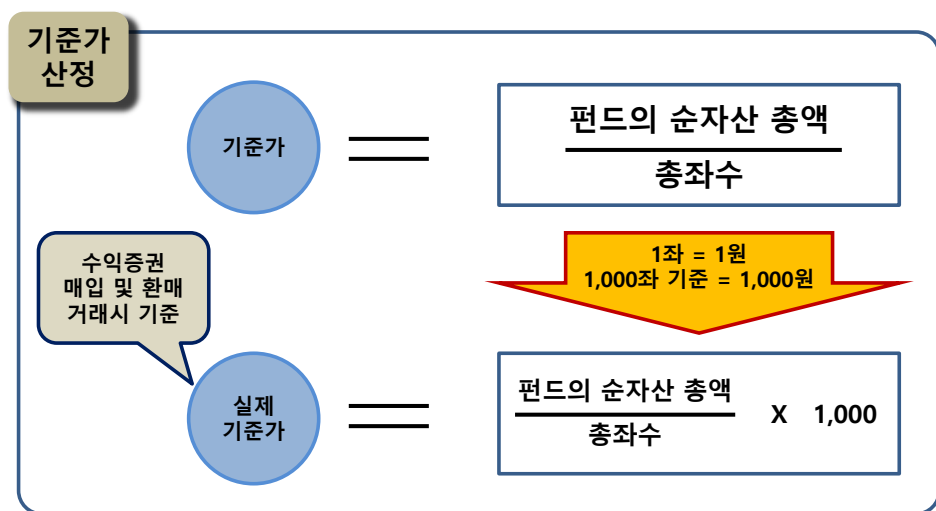 기준가
산정
기준가
펀드의 순자산 총액
총좌수
1좌 = 1원
1,000좌 기준 = 1,000원
수익증권
매입 및 환매
거래시 기준
실제
기준가
펀드의 순자산 총액
총좌수
X 1,000